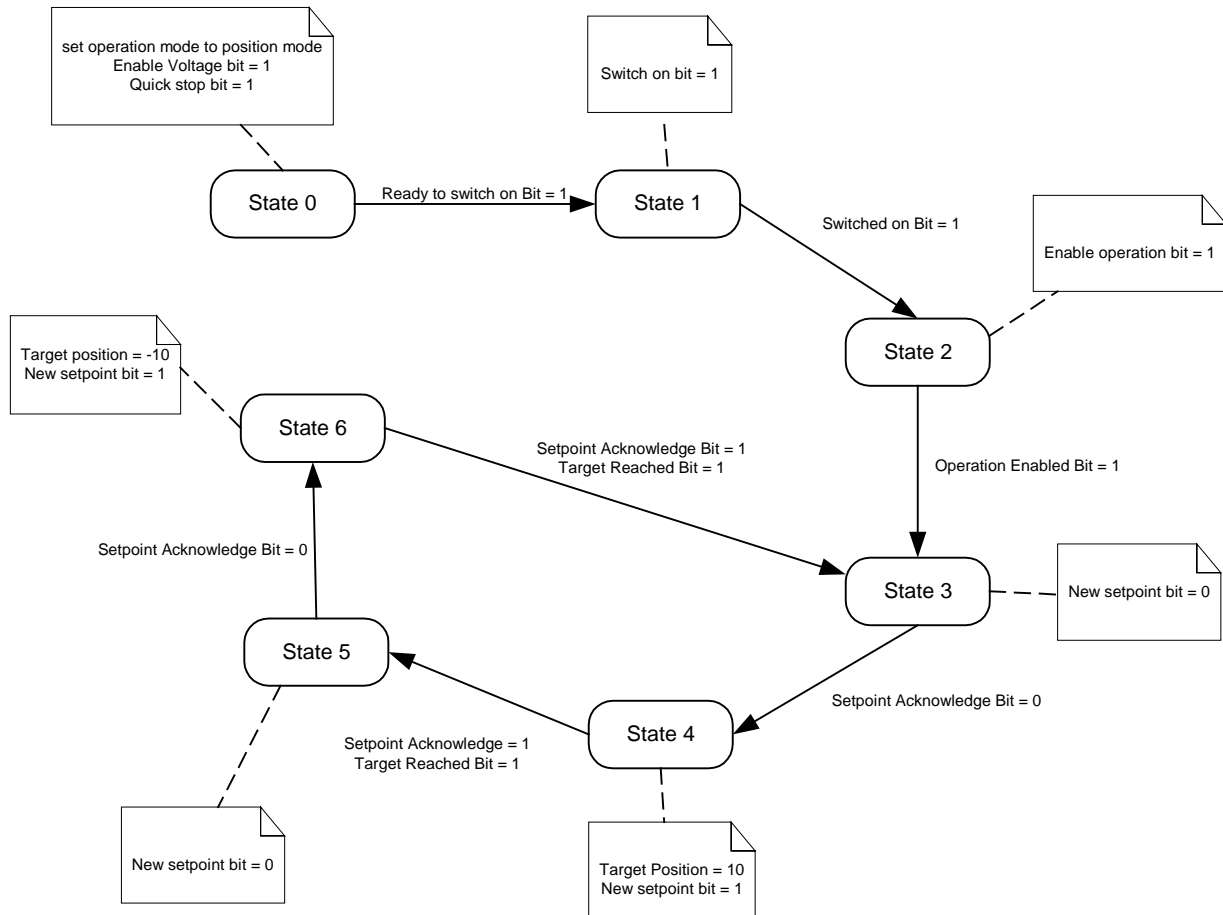 set operation mode to position mode
Enable Voltage bit = 1
Quick stop bit = 1
Switch on bit = 1
State 0
Ready to switch on Bit = 1
State 1
Switched on Bit = 1
Enable operation bit = 1
State 2
Target position = -10
New setpoint bit = 1
State 6
Setpoint Acknowledge Bit = 1
Target Reached Bit = 1
Operation Enabled Bit = 1
Setpoint Acknowledge Bit = 0
State 3
New setpoint bit = 0
State 5
Setpoint Acknowledge Bit = 0
State 4
Setpoint Acknowledge = 1
Target Reached Bit = 1
New setpoint bit = 0
Target Position = 10
New setpoint bit = 1